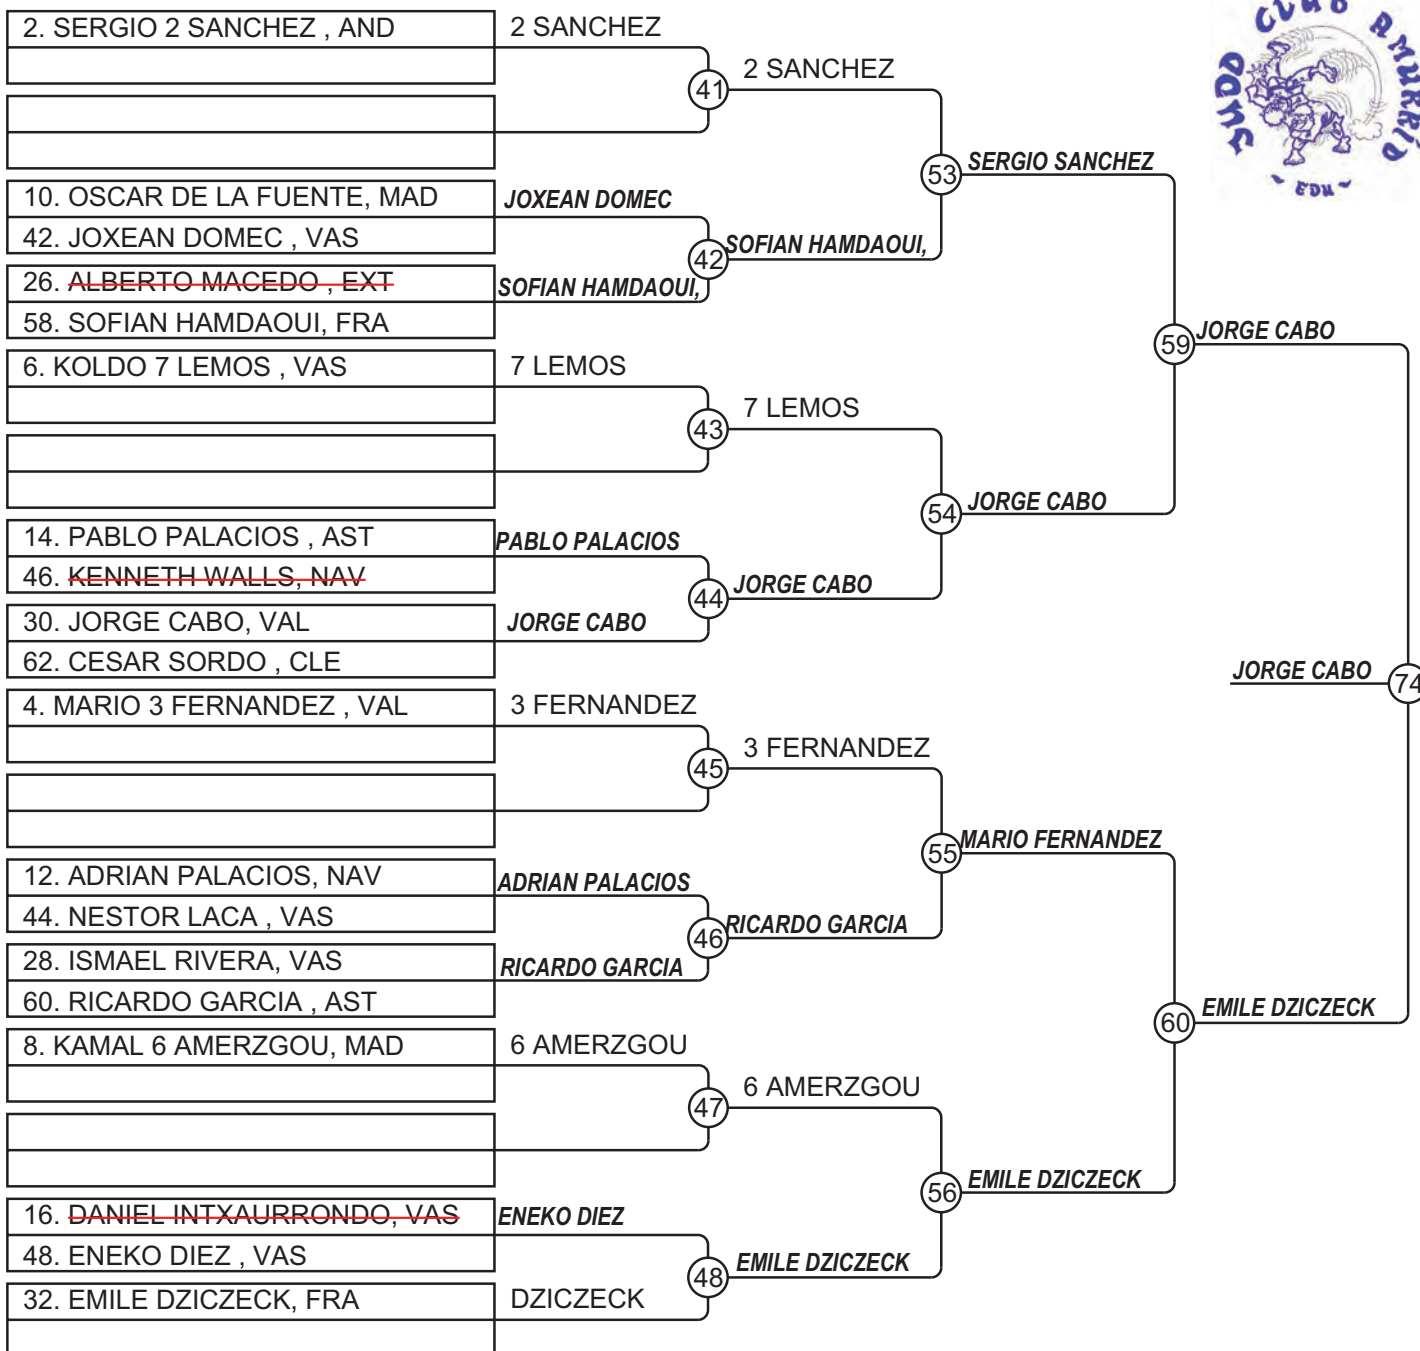 2. SERGIO 2 SANCHEZ , AND
2 SANCHEZ
41
2 SANCHEZ
JUDO CLUB AMURRIO
~ EDU ~
53
SERGIO SANCHEZ
10. OSCAR DE LA FUENTE, MAD
JOXEAN DOMEC
42. JOXEAN DOMEC , VAS
42
SOFIAN HAMDAOUI,
26. ALBERTO MACEDO , EXT
SOFIAN HAMDAOUI,
58. SOFIAN HAMDAOUI, FRA
59
JORGE CABO
6. KOLDO 7 LEMOS , VAS
7 LEMOS
43
7 LEMOS
54
JORGE CABO
14. PABLO PALACIOS , AST
PABLO PALACIOS
46. KENNETH WALLS, NAV
44
JORGE CABO
30. JORGE CABO, VAL
JORGE CABO
62. CESAR SORDO , CLE
JORGE CABO
74
4. MARIO 3 FERNANDEZ , VAL
3 FERNANDEZ
45
3 FERNANDEZ
55
MARIO FERNANDEZ
12. ADRIAN PALACIOS, NAV
ADRIAN PALACIOS
44. NESTOR LACA , VAS
46
RICARDO GARCIA
28. ISMAEL RIVERA, VAS
RICARDO GARCIA
60. RICARDO GARCIA , AST
60
EMILE DZICZECK
8. KAMAL 6 AMERZGOU, MAD
6 AMERZGOU
47
6 AMERZGOU
56
EMILE DZICZECK
16. DANIEL INTXAURRONDO, VAS
ENEKO DIEZ
48. ENEKO DIEZ , VAS
48
EMILE DZICZECK
32. EMILE DZICZECK, FRA
DZICZECK